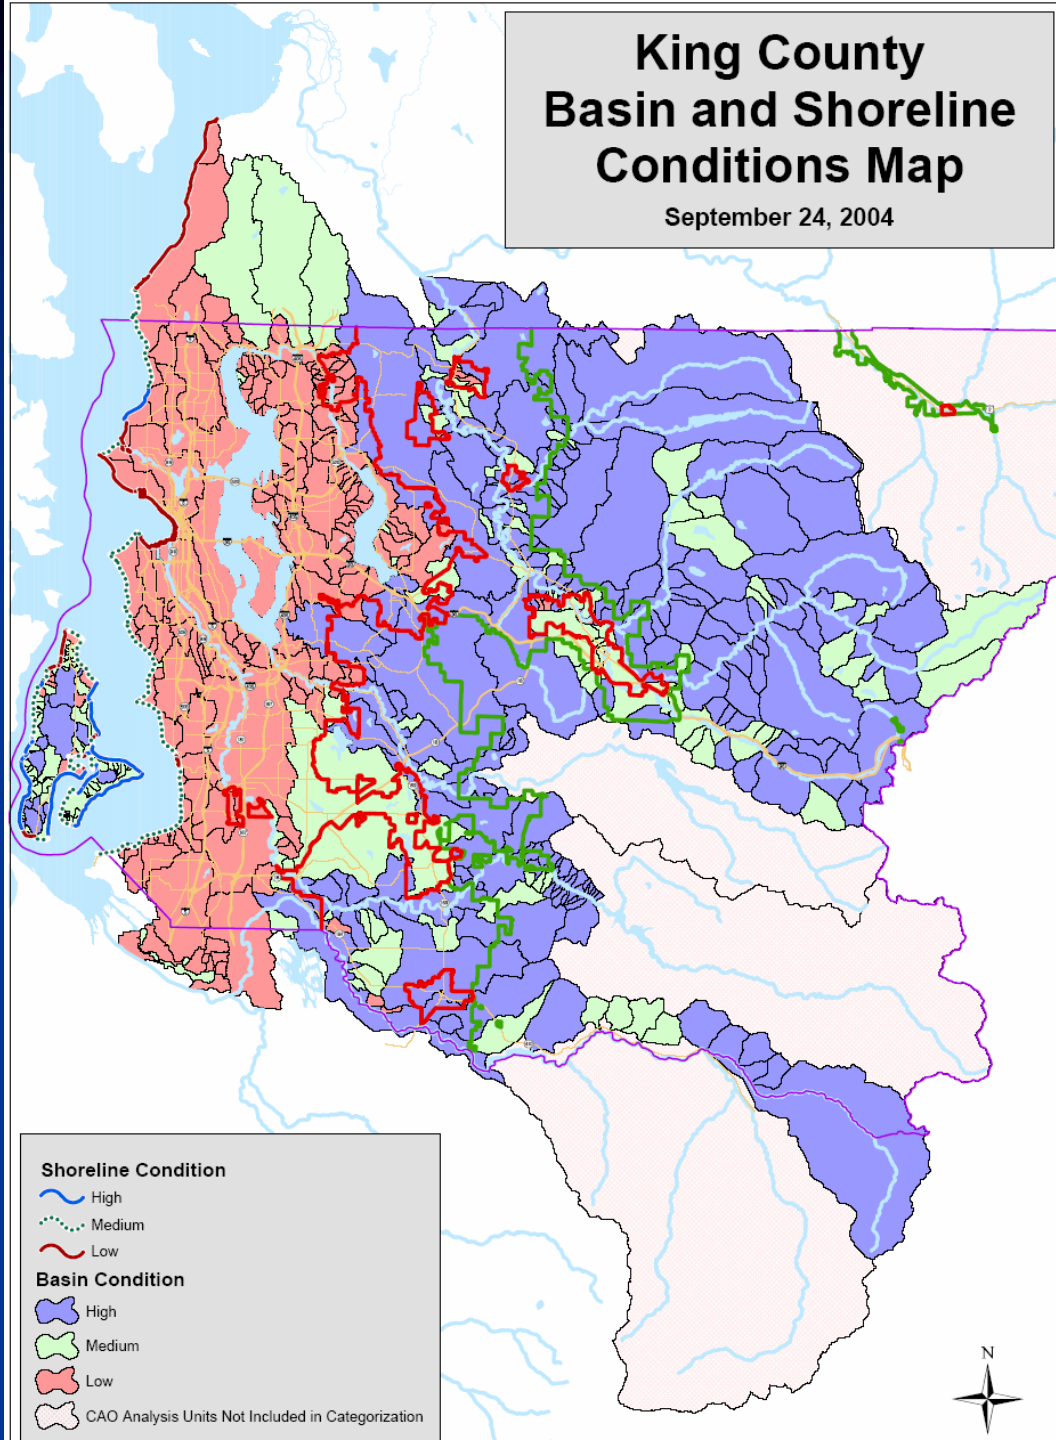 King County
Basin and Shoreline
Conditions Map
September 24, 2004
Shoreline Condition
High
Medium
Low
Basin Condition
High
Medium
Low
CAO Analysis Units Not Included in Categorization
N